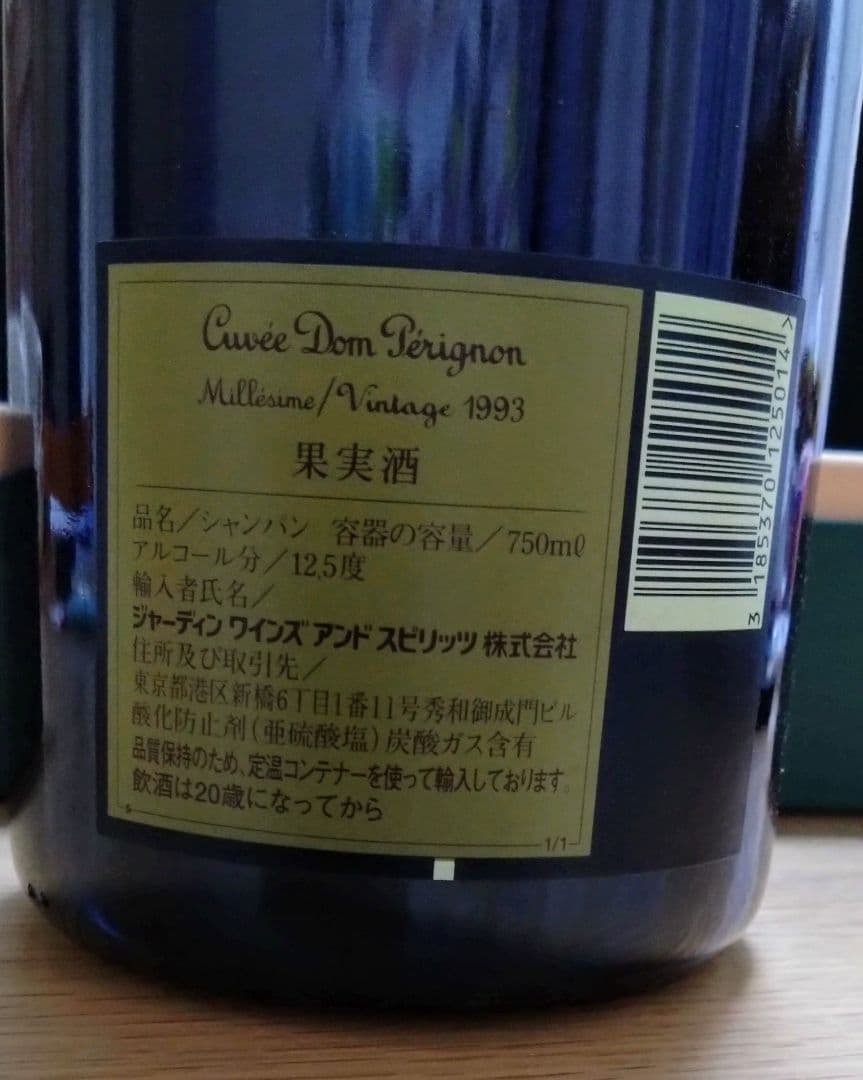 Cuvée Dom Pérignon
Millésime/Vintage 1993
果実酒
品名/シャンパン 容器の容量/750ml
アルコール分/12,5度
輸入者氏名/
ジャーディン ワインズ アンド スピリッツ 株式会社
住所及び取引先/
東京都港区新橋6丁目1番11号秀和御成門ビル
酸化防止剤(亜硫酸塩)炭酸ガス含有
品質保持のため、定温コンテナーを使って輸入しております。
飲酒は20歳になってから
1/1
3 185370 125014 >